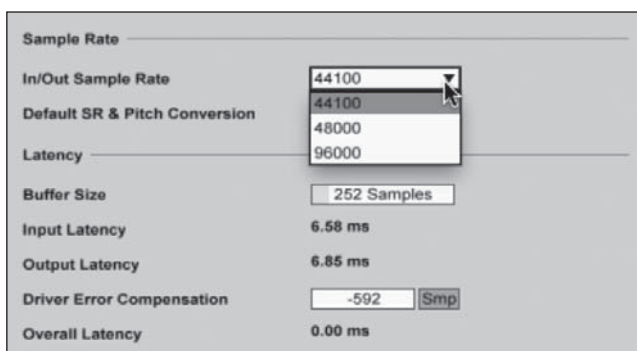 Sample Rate
In/Out Sample Rate 44100
44100
Default SR & Pitch Conversion
48000
96000
Latency
Buffer Size 252 Samples
Input Latency 6.58 ms
Output Latency 6.85 ms
Driver Error Compensation -592 Smp
Overall Latency 0.00 ms